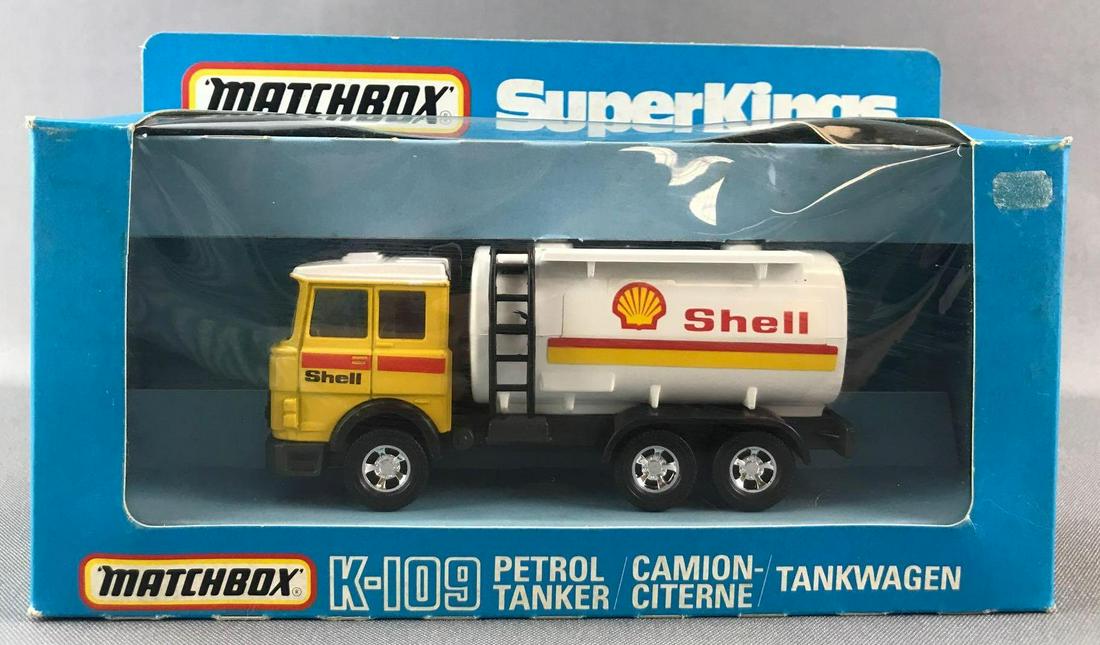 "MATCHBOX"®
SuperKings
Shell
Shell
"MATCHBOX"®
K-109
PETROL TANKER/
CAMION-CITERNE/
TANKWAGEN